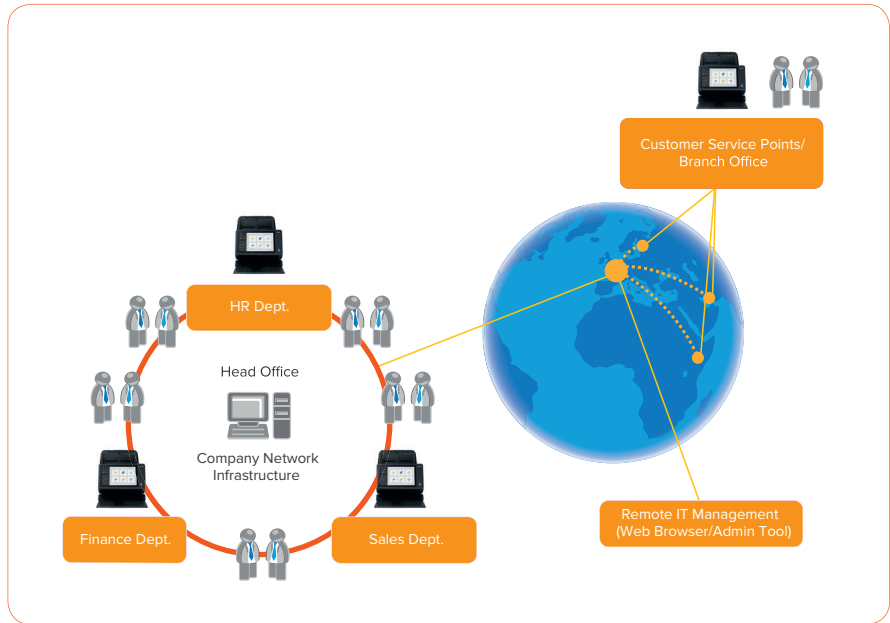 Customer Service Points/
Branch Office
HR Dept.
Head Office
Company Network
Infrastructure
Finance Dept.
Sales Dept.
Remote IT Management
(Web Browser/Admin Tool)